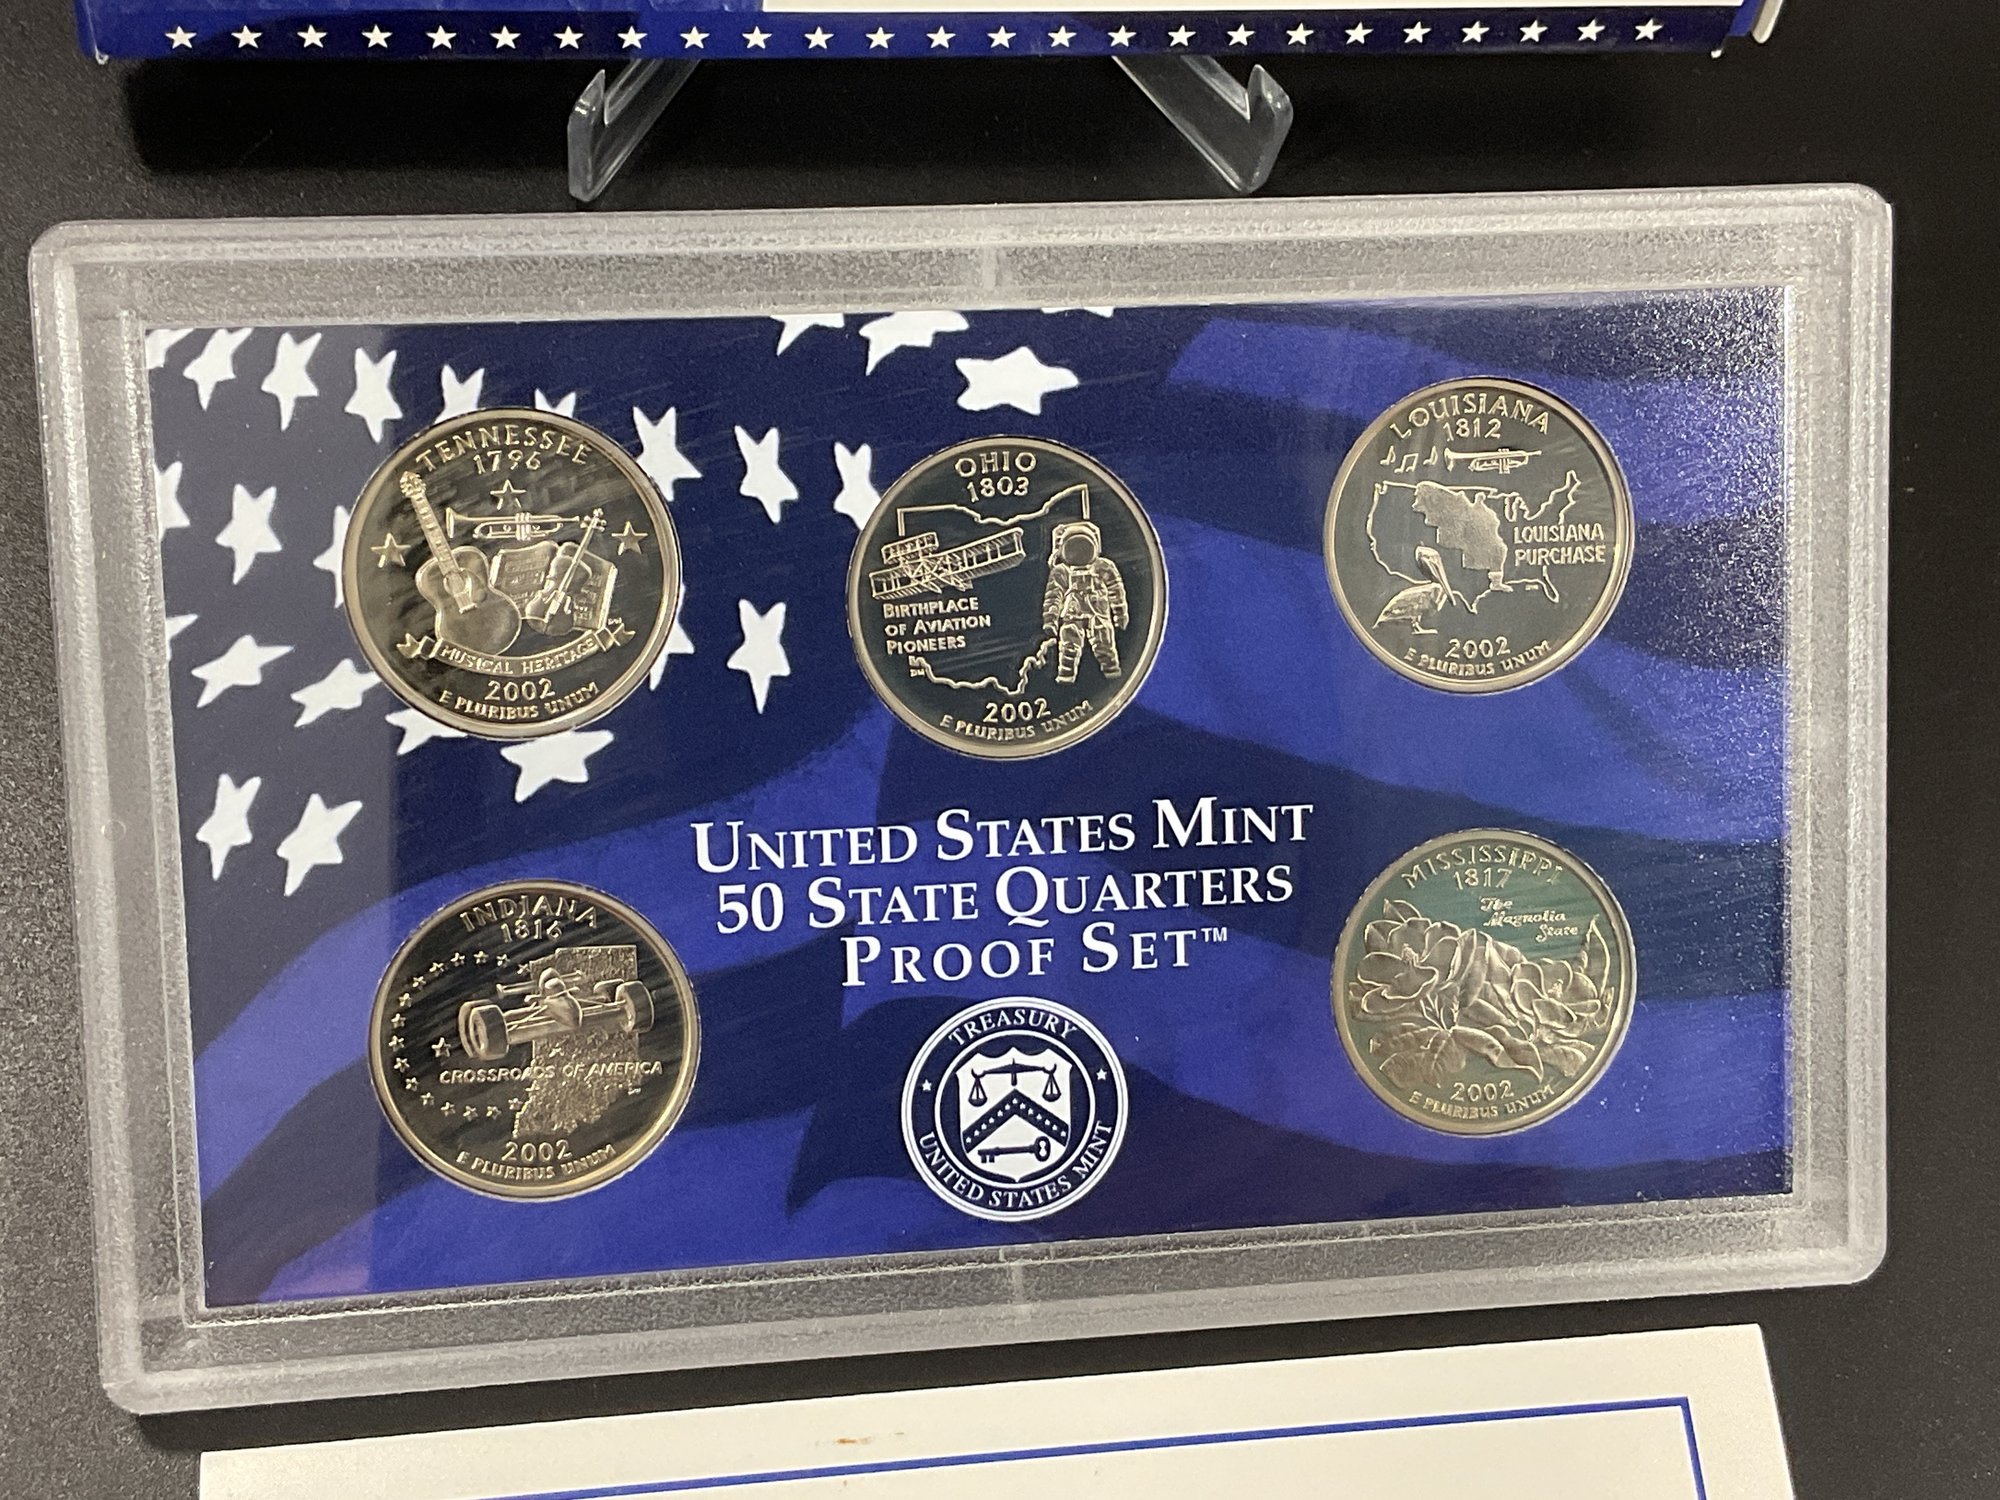 TENNESSEE
1796
MUSICAL HERITAGE
2002
E PLURIBUS UNUM
OHIO
1803
BIRTHPLACE
OF AVIATION
PIONEERS
2002
E PLURIBUS UNUM
LOUISIANA
1812
LOUISIANA
PURCHASE
2002
E PLURIBUS UNUM
UNITED STATES MINT
50 STATE QUARTERS
PROOF SET™
INDIANA
1816
CROSSROADS OF AMERICA
2002
E PLURIBUS UNUM
TREASURY
UNITED STATES MINT
MISSISSIPPI
1817
The
Magnolia
State
2002
E PLURIBUS UNUM